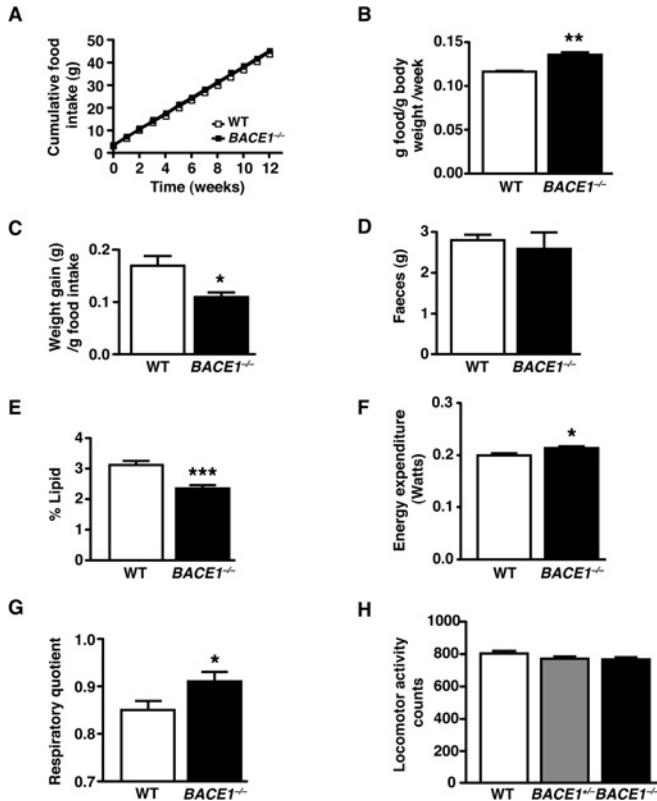 A
Cumulative food
intake (g)
50
40
30
20
10
0
WT
BACE1⁻/⁻
0 2 4 6 8 10 12
Time (weeks)
B
g food/g body
weight /week
0.15
0.10
0.05
0.00
**
WT BACE1⁻/⁻
C
Weight gain (g)
/g food intake
0.2
0.1
0.0
*
WT BACE1⁻/⁻
D
Faeces (g)
3
2
1
0
WT BACE1⁻/⁻
E
% Lipid
4
3
2
1
0
***
WT BACE1⁻/⁻
F
Energy expenditure
(Watts)
0.3
0.2
0.1
0.0
*
WT BACE1⁻/⁻
G
Respiratory quotient
1.0
0.9
0.8
0.7
*
WT BACE1⁻/⁻
H
Locomotor activity
counts
1000
800
600
400
200
0
WT BACE1⁺/⁻ BACE1⁻/⁻